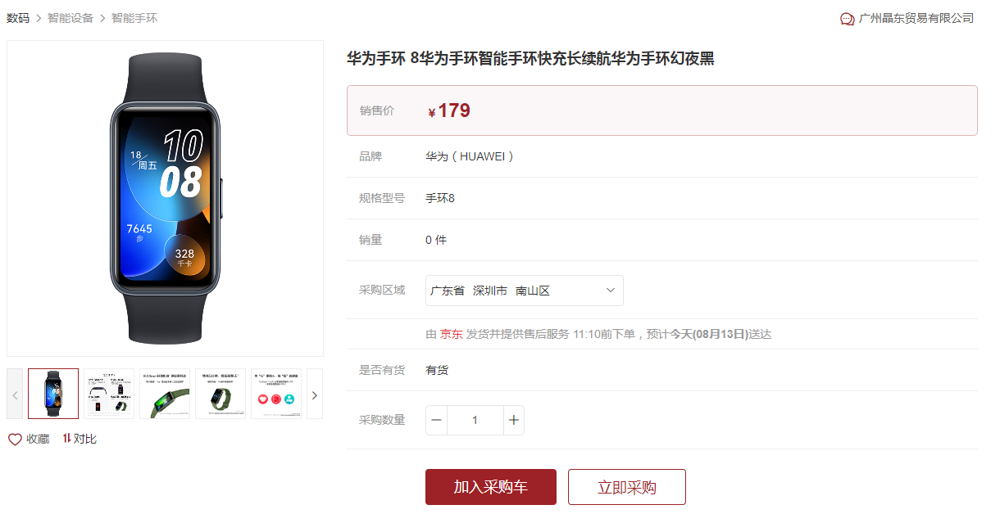 数码 > 智能设备 > 智能手环
广州晶东贸易有限公司
华为手环 8华为手环智能手环快充长续航华为手环幻夜黑
10
08
18
周五
7645
步
328
千卡
销售价 ¥179
品牌 华为（HUAWEI）
规格型号 手环8
销量 0 件
采购区域 广东省 深圳市 南山区
由 京东 发货并提供售后服务 11:10前下单，预计今天(08月13日)送达
是否有货 有货
采购数量 1
收藏 对比
加入采购车 立即采购